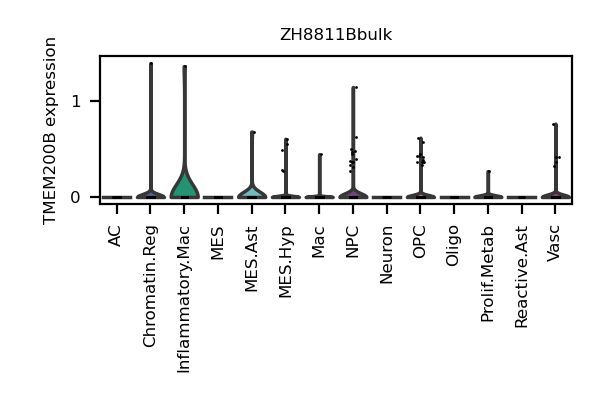 ZH8811Bbulk
TMEM200B expression
1
0
AC
Chromatin.Reg
Inflammatory.Mac
MES
MES.Ast
MES.Hyp
Mac
NPC
Neuron
OPC
Oligo
Prolif.Metab
Reactive.Ast
Vasc